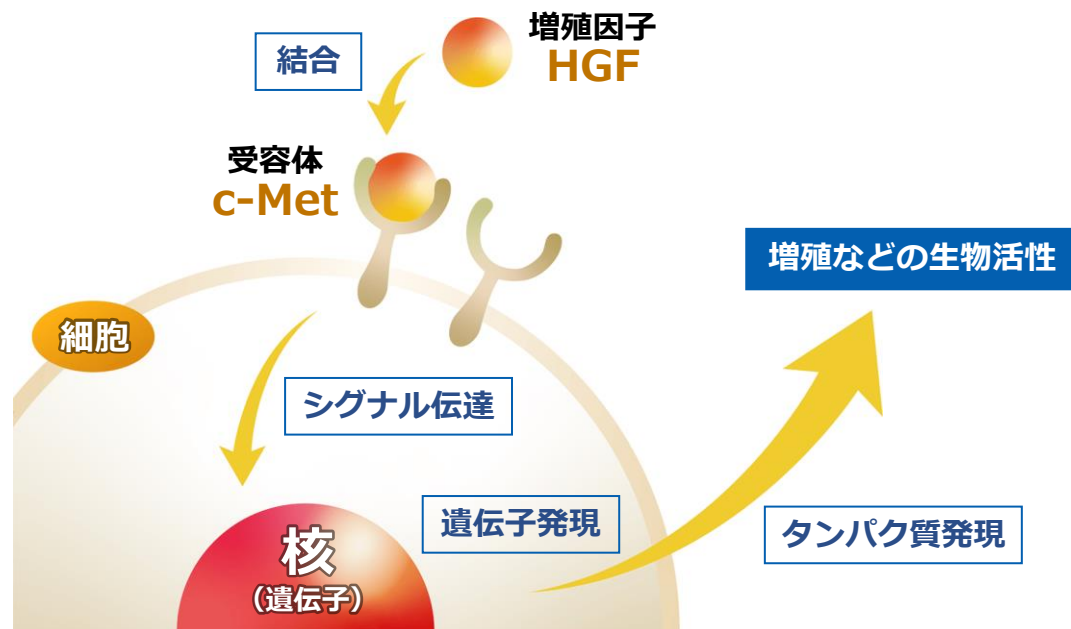 増殖因子
HGF
結合
受容体
c-Met
増殖などの生物活性
細胞
シグナル伝達
遺伝子発現
タンパク質発現
核
(遺伝子)